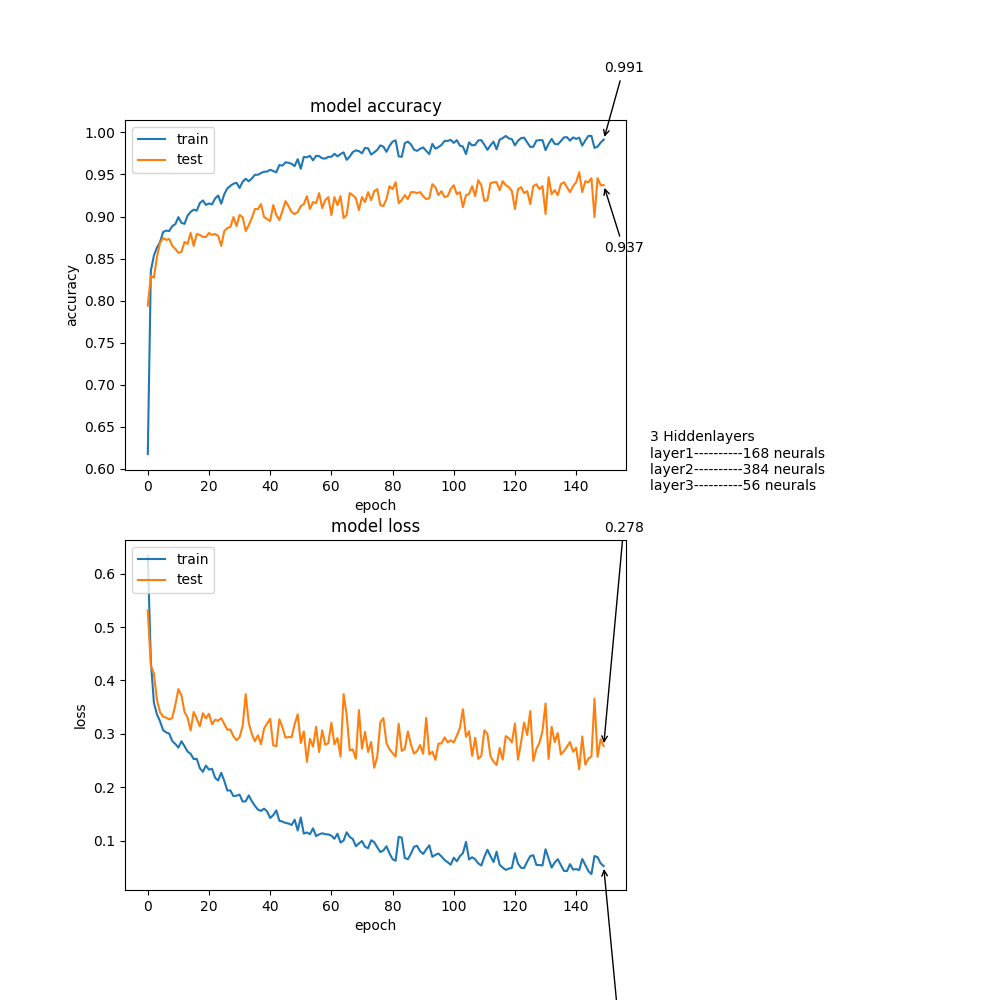 0.991
model accuracy
train
test
1.00
0.95
0.90
0.85
0.80
0.75
0.70
0.65
0.60
accuracy
0.937
0 20 40 60 80 100 120 140
epoch
3 Hiddenlayers
layer1----------168 neurals
layer2----------384 neurals
layer3----------56 neurals
model loss
0.278
train
test
0.6
0.5
0.4
0.3
0.2
0.1
loss
0 20 40 60 80 100 120 140
epoch